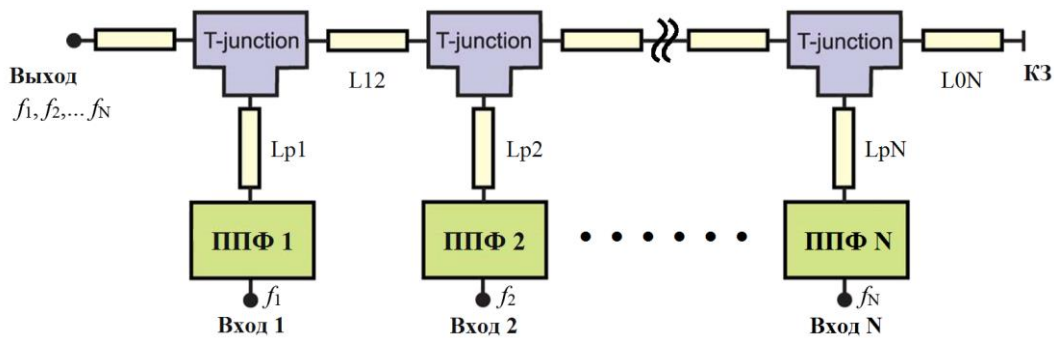 T-junction
T-junction
T-junction
Выход
L12
L0N
КЗ
f1, f2,... fN
Lp1
Lp2
LpN
ППФ 1
ППФ 2
ППФ N
f1
f2
fN
Вход 1
Вход 2
Вход N